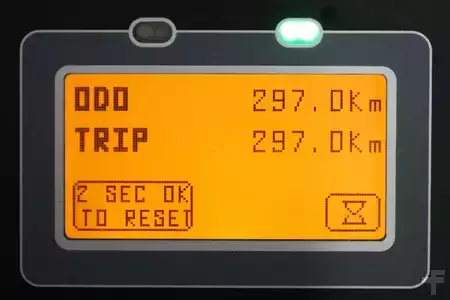 ODO 297.0Km
TRIP 297.0Km
2 SEC OK
TO RESET